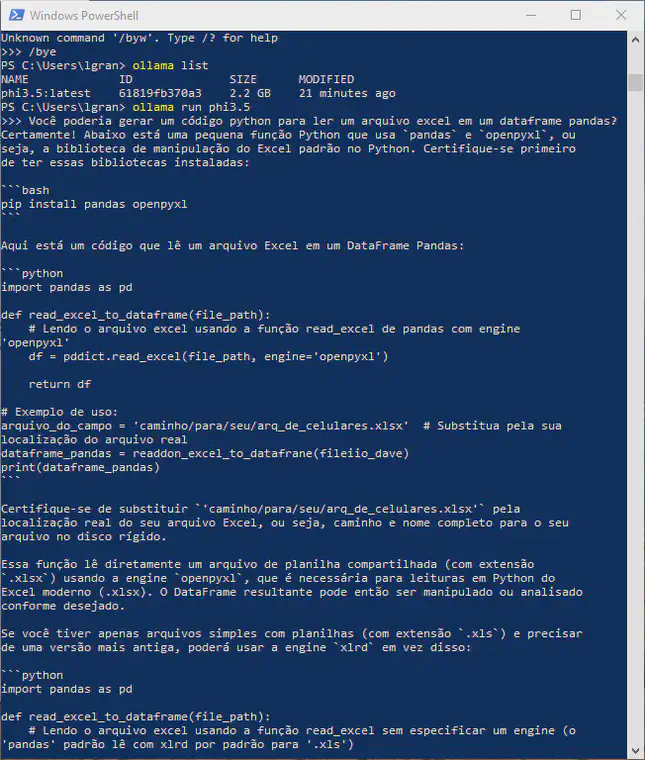 Windows PowerShell
Unknown command '/byw'. Type /? for help
>>> /bye
PS C:\Users\lgran> ollama list
NAME ID SIZE MODIFIED
phi3.5:latest 61819fb370a3 2.2 GB 21 minutes ago
PS C:\Users\lgran> ollama run phi3.5
>>> Você poderia gerar um código python para ler um arquivo excel em um dataframe pandas?
Certamente! Abaixo está uma pequena função Python que usa `pandas` e `openpyxl`, ou
seja, a biblioteca de manipulação do Excel padrão no Python. Certifique-se primeiro
de ter essas bibliotecas instaladas:
```bash
pip install pandas openpyxl
```
Aqui está um código que lê um arquivo Excel em um DataFrame Pandas:
```python
import pandas as pd
def read_excel_to_dataframe(file_path):
# Lendo o arquivo excel usando a função read_excel de pandas com engine
'openpyxl'
df = pddict.read_excel(file_path, engine='openpyxl')
return df
# Exemplo de uso:
arquivo_do_campo = 'caminho/para/seu/arq_de_celulares.xlsx' # Substitua pela sua
localização do arquivo real
dataframe_pandas = readdon_excel_to_datafrane(fileiio_dave)
print(dataframe_pandas)
```
Certifique-se de substituir `'caminho/para/seu/arq_de_celulares.xlsx'` pela
localização real do seu arquivo Excel, ou seja, caminho e nome completo para o seu
arquivo no disco rígido.
Essa função lê diretamente um arquivo de planilha compartilhada (com extensão
`.xlsx`) usando a engine `openpyxl`, que é necessária para leituras em Python do
Excel moderno (.xlsx). O DataFrame resultante pode então ser manipulado ou analisado
conforme desejado.
Se você tiver apenas arquivos simples com planilhas (com extensão `.xls`) e precisar
de uma versão mais antiga, poderá usar a engine `xlrd` em vez disso:
```python
import pandas as pd
def read_excel_to_dataframe(file_path):
# Lendo o arquivo excel usando a função read_excel sem especificar um engine (o
'pandas' padrão lê com xlrd por padrão para '.xls')